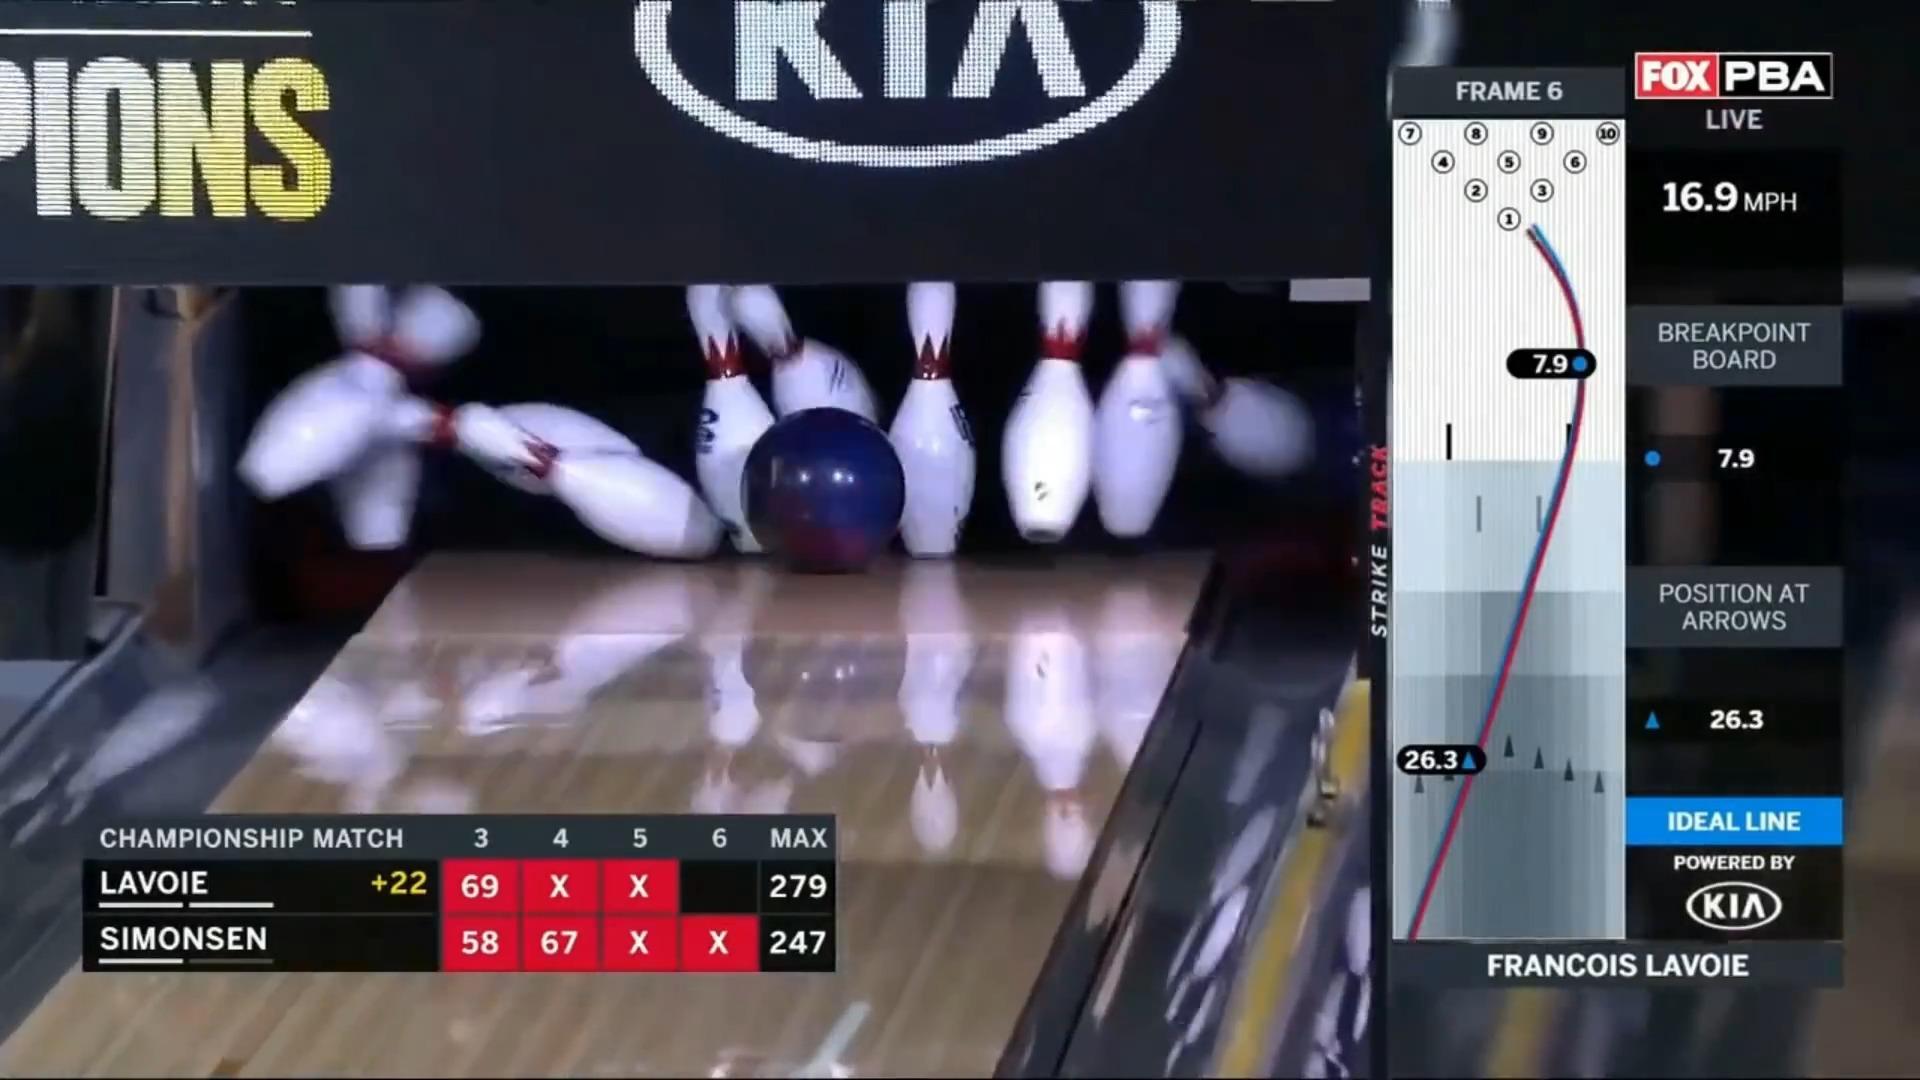 PIONS
KIA
FRAME 6
7 8 9 10
4 5 6
2 3
1
7.9
26.3
STRIKE TRACK
FOX PBA
LIVE
16.9 MPH
BREAKPOINT
BOARD
7.9
POSITION AT
ARROWS
26.3
IDEAL LINE
POWERED BY
KIA
FRANCOIS LAVOIE
CHAMPIONSHIP MATCH 3 4 5 6 MAX
LAVOIE +22 69 X X 279
SIMONSEN 58 67 X X 247